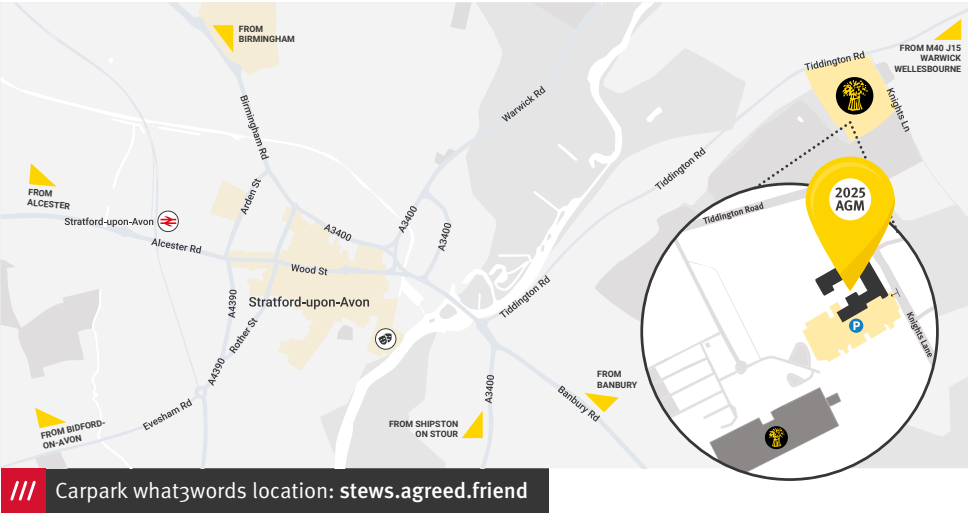 FROM
BIRMINGHAM
FROM M40 J15
WARWICK
WELLESBOURNE
Tiddington Rd
Knights Ln
Birmingham Rd
Warwick Rd
Tiddington Rd
FROM
ALCESTER
Arden St
Stratford-upon-Avon
Alcester Rd
A3400
A3400
A3400
2025
AGM
Tiddington Road
Wood St
Stratford-upon-Avon
Tiddington Rd
A4390
Rother St
P
Knights Lane
A4390
A3400
Evesham Rd
FROM BIDFORD-
ON-AVON
FROM SHIPSTON
ON STOUR
Banbury Rd
FROM
BANBURY
/// Carpark what3words location: stews.agreed.friend